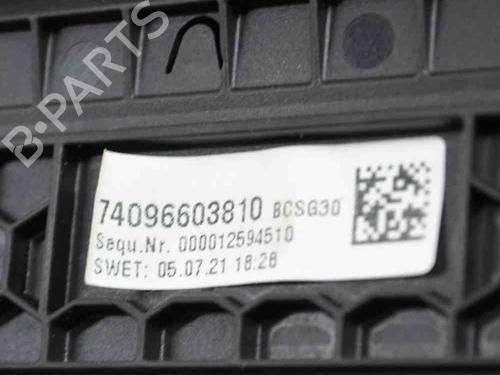 B-PARTS
74096603810 BCSG30
Sequ.Nr. 000012594510
SWET: 05.07.21 18:28